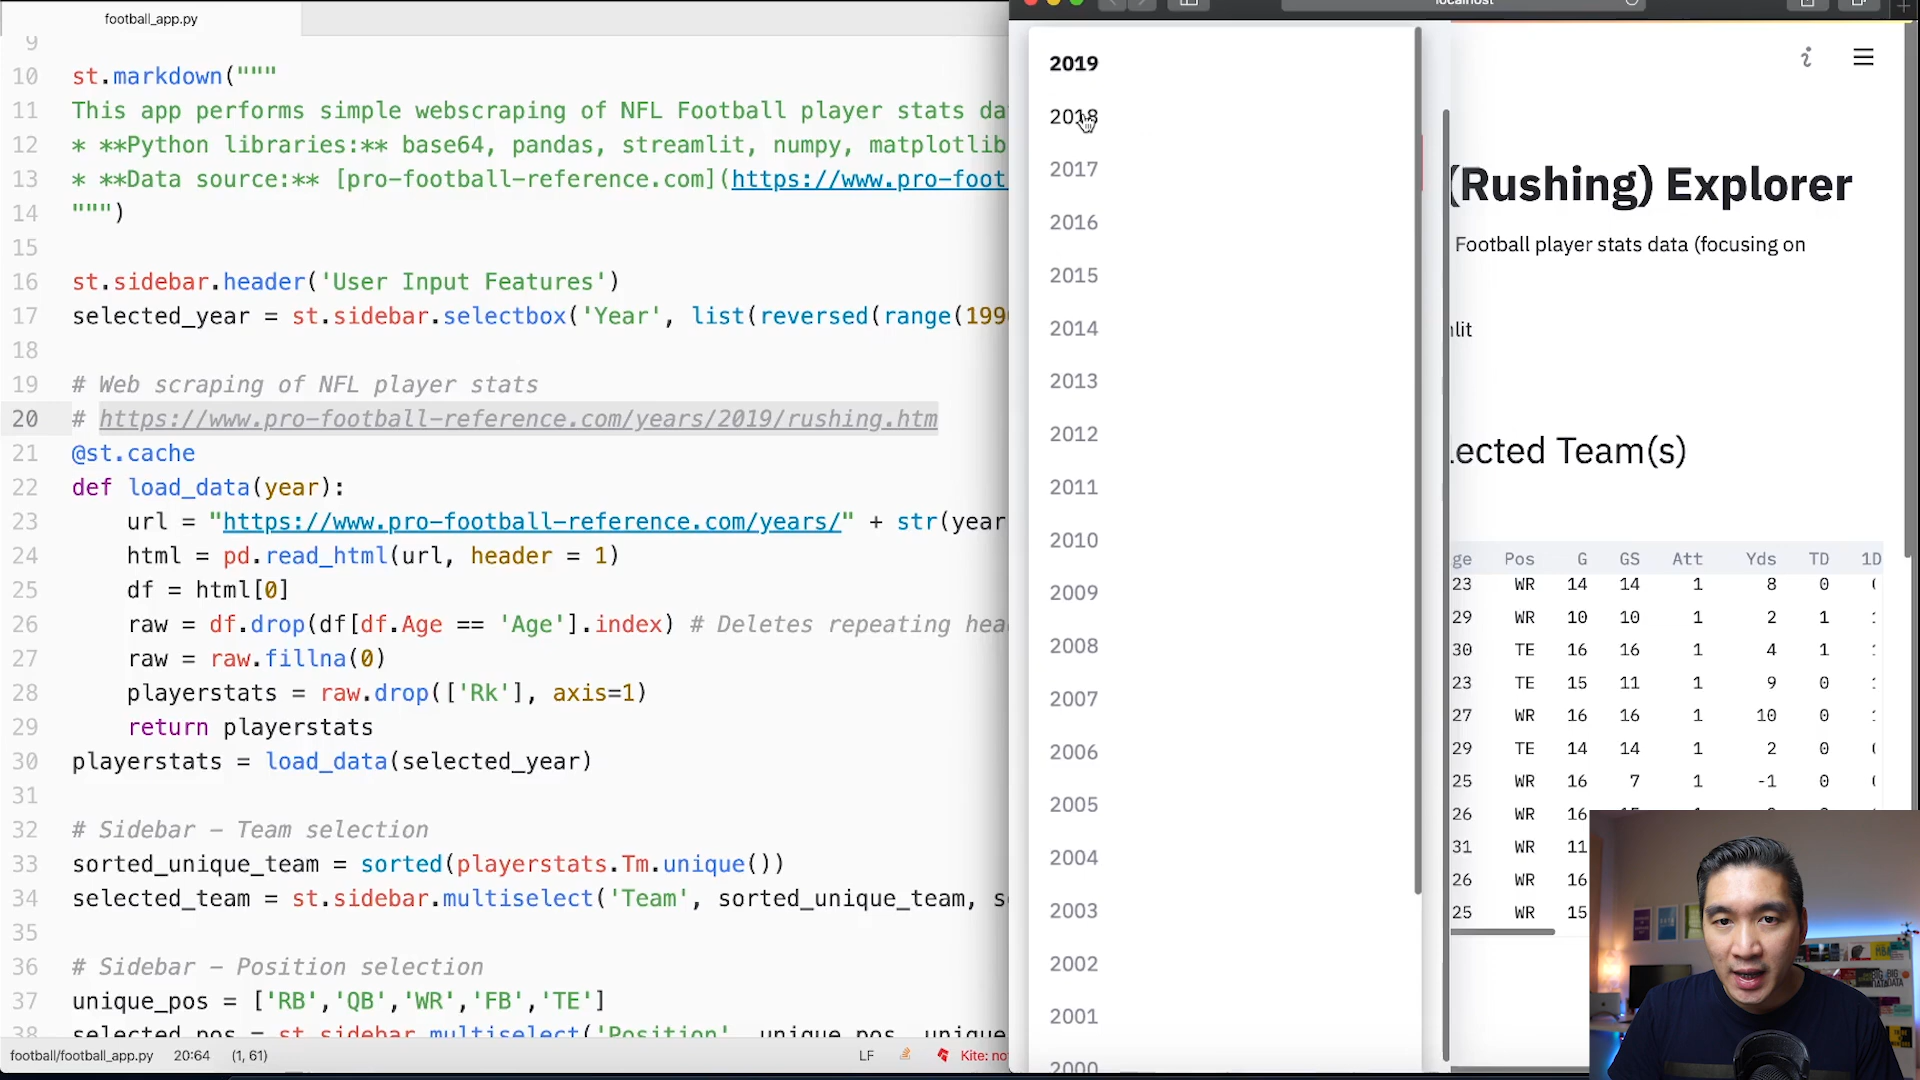 football_app.py
localhost
9
10 st.markdown("""
11 This app performs simple webscraping of NFL Football player stats da
12 * **Python libraries:** base64, pandas, streamlit, numpy, matplotlib
13 * **Data source:** [pro-football-reference.com](https://www.pro-foot
14 """)
15
16 st.sidebar.header('User Input Features')
17 selected_year = st.sidebar.selectbox('Year', list(reversed(range(199
18
19 # Web scraping of NFL player stats
20 # https://www.pro-football-reference.com/years/2019/rushing.htm
21 @st.cache
22 def load_data(year):
23 url = "https://www.pro-football-reference.com/years/" + str(year
24 html = pd.read_html(url, header = 1)
25 df = html[0]
26 raw = df.drop(df[df.Age == 'Age'].index) # Deletes repeating hea
27 raw = raw.fillna(0)
28 playerstats = raw.drop(['Rk'], axis=1)
29 return playerstats
30 playerstats = load_data(selected_year)
31
32 # Sidebar - Team selection
33 sorted_unique_team = sorted(playerstats.Tm.unique())
34 selected_team = st.sidebar.multiselect('Team', sorted_unique_team, s
35
36 # Sidebar - Position selection
37 unique_pos = ['RB','QB','WR','FB','TE']
38 selected_pos = st.sidebar.multiselect('Position', unique_pos, unique
football/football_app.py 20:64 (1, 61) LF Kite: no
2019
2018
2017
2016
2015
2014
2013
2012
2011
2010
2009
2008
2007
2006
2005
2004
2003
2002
2001
2000
(Rushing) Explorer
Football player stats data (focusing on
lit
lected Team(s)
ge Pos G GS Att Yds TD 1D
23 WR 14 14 1 8 0
29 WR 10 10 1 2 1
30 TE 16 16 1 4 1
23 TE 15 11 1 9 0
27 WR 16 16 1 10 0
29 TE 14 14 1 2 0
25 WR 16 7 1 -1 0
26 WR 16
31 WR 11
26 WR 16
25 WR 15